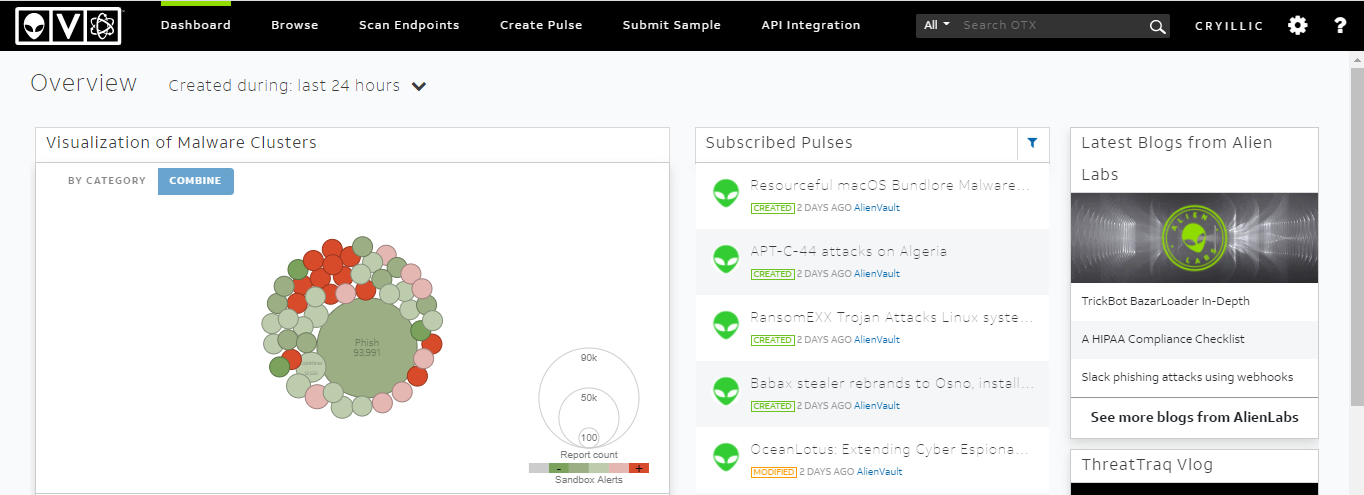 Dashboard Browse Scan Endpoints Create Pulse Submit Sample API Integration All Search OTX CRYILLIC ?
Overview Created during: last 24 hours
Visualization of Malware Clusters
BY CATEGORY COMBINE
Phish
93,991
90k
50k
100
Report count
- +
Sandbox Alerts
Subscribed Pulses
Resourceful macOS Bundlore Malware...
CREATED 2 DAYS AGO AlienVault
APT-C-44 attacks on Algeria
CREATED 2 DAYS AGO AlienVault
RansomEXX Trojan Attacks Linux syste...
CREATED 2 DAYS AGO AlienVault
Babax stealer rebrands to Osno, install...
CREATED 2 DAYS AGO AlienVault
OceanLotus: Extending Cyber Espiona...
MODIFIED 2 DAYS AGO AlienVault
Latest Blogs from Alien
Labs
ALIEN
LABS
TrickBot BazarLoader In-Depth
A HIPAA Compliance Checklist
Slack phishing attacks using webhooks
See more blogs from AlienLabs
ThreatTraq Vlog